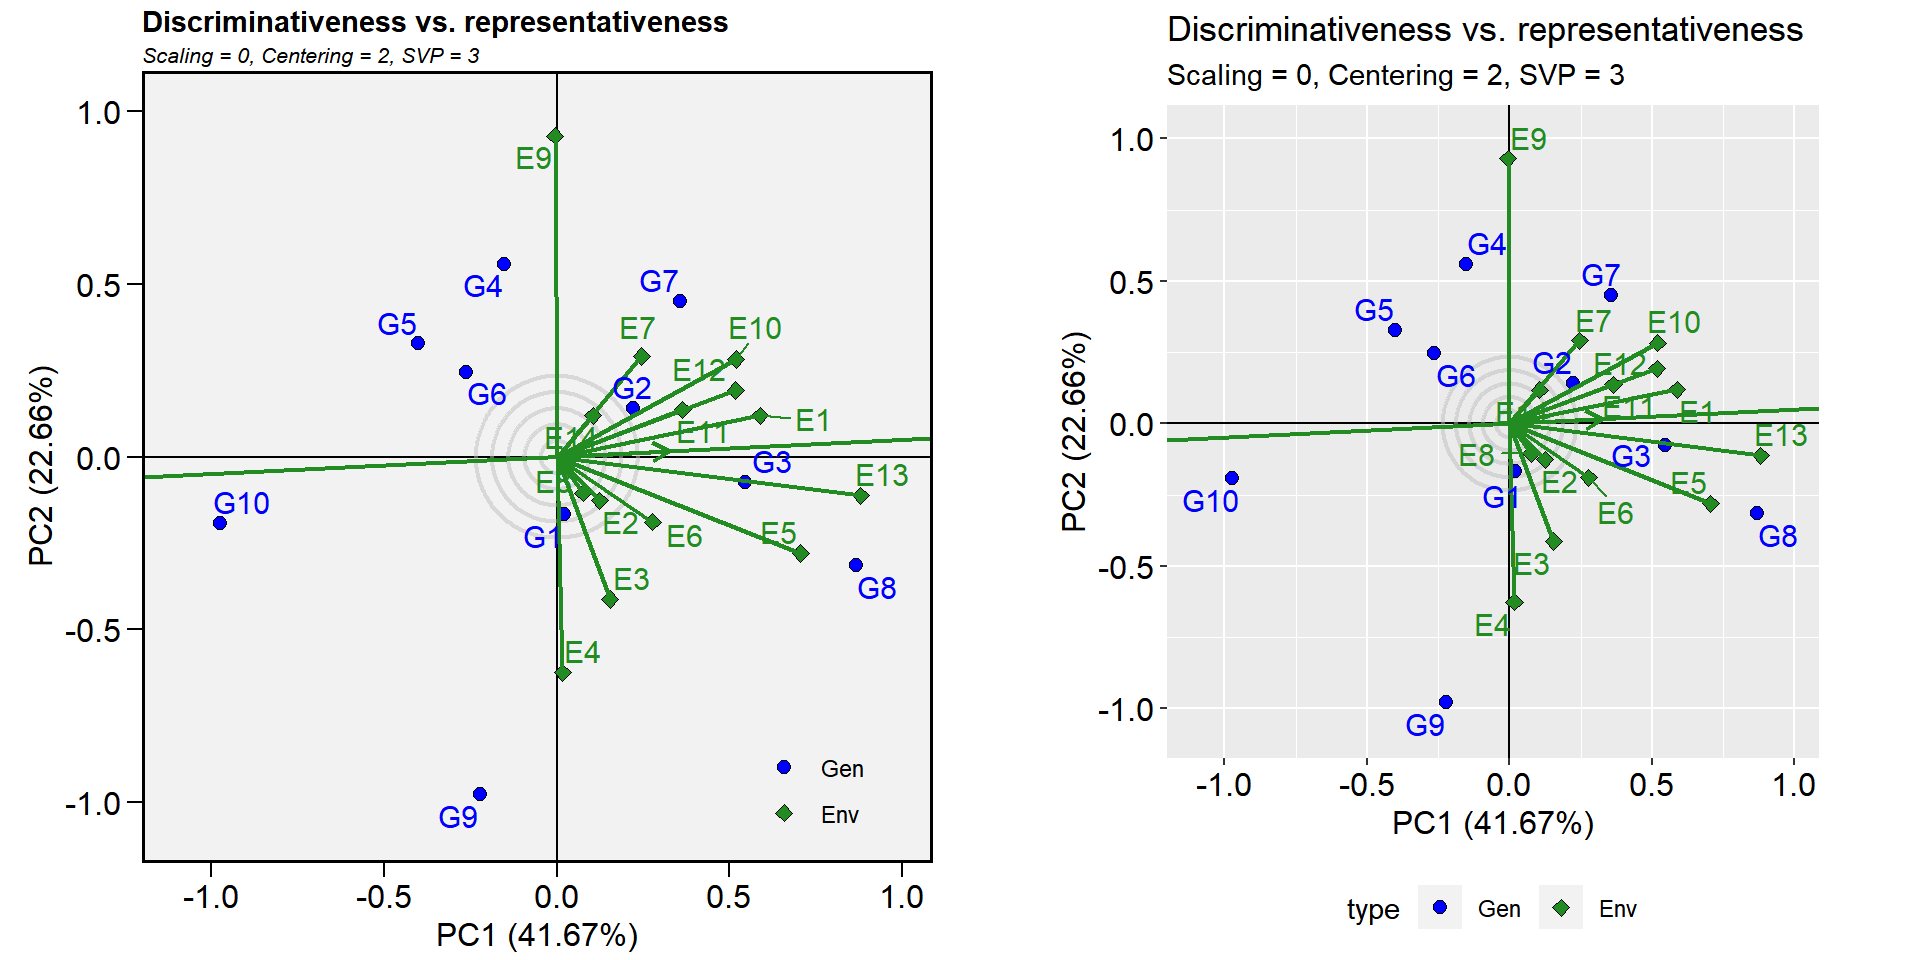 Discriminativeness vs. representativeness
Scaling = 0, Centering = 2, SVP = 3
1.0
0.5
0.0
-0.5
-1.0
PC2 (22.66%)
E9
G4
G7
G5
E7
E10
E12
G6
G2
E1
E11
G3
E13
G10
E2
E6
E5
G1
E3
G8
E4
G9
Gen
Env
-1.0
-0.5
0.0
0.5
1.0
PC1 (41.67%)
Discriminativeness vs. representativeness
Scaling = 0, Centering = 2, SVP = 3
1.0
0.5
0.0
-0.5
-1.0
PC2 (22.66%)
E9
G4
G7
G5
E7
E10
G2
E12
G6
E11
E1
E13
E8
G3
G10
G1
E2
E5
E6
G8
E3
E4
G9
-1.0
-0.5
0.0
0.5
1.0
PC1 (41.67%)
type
Gen
Env